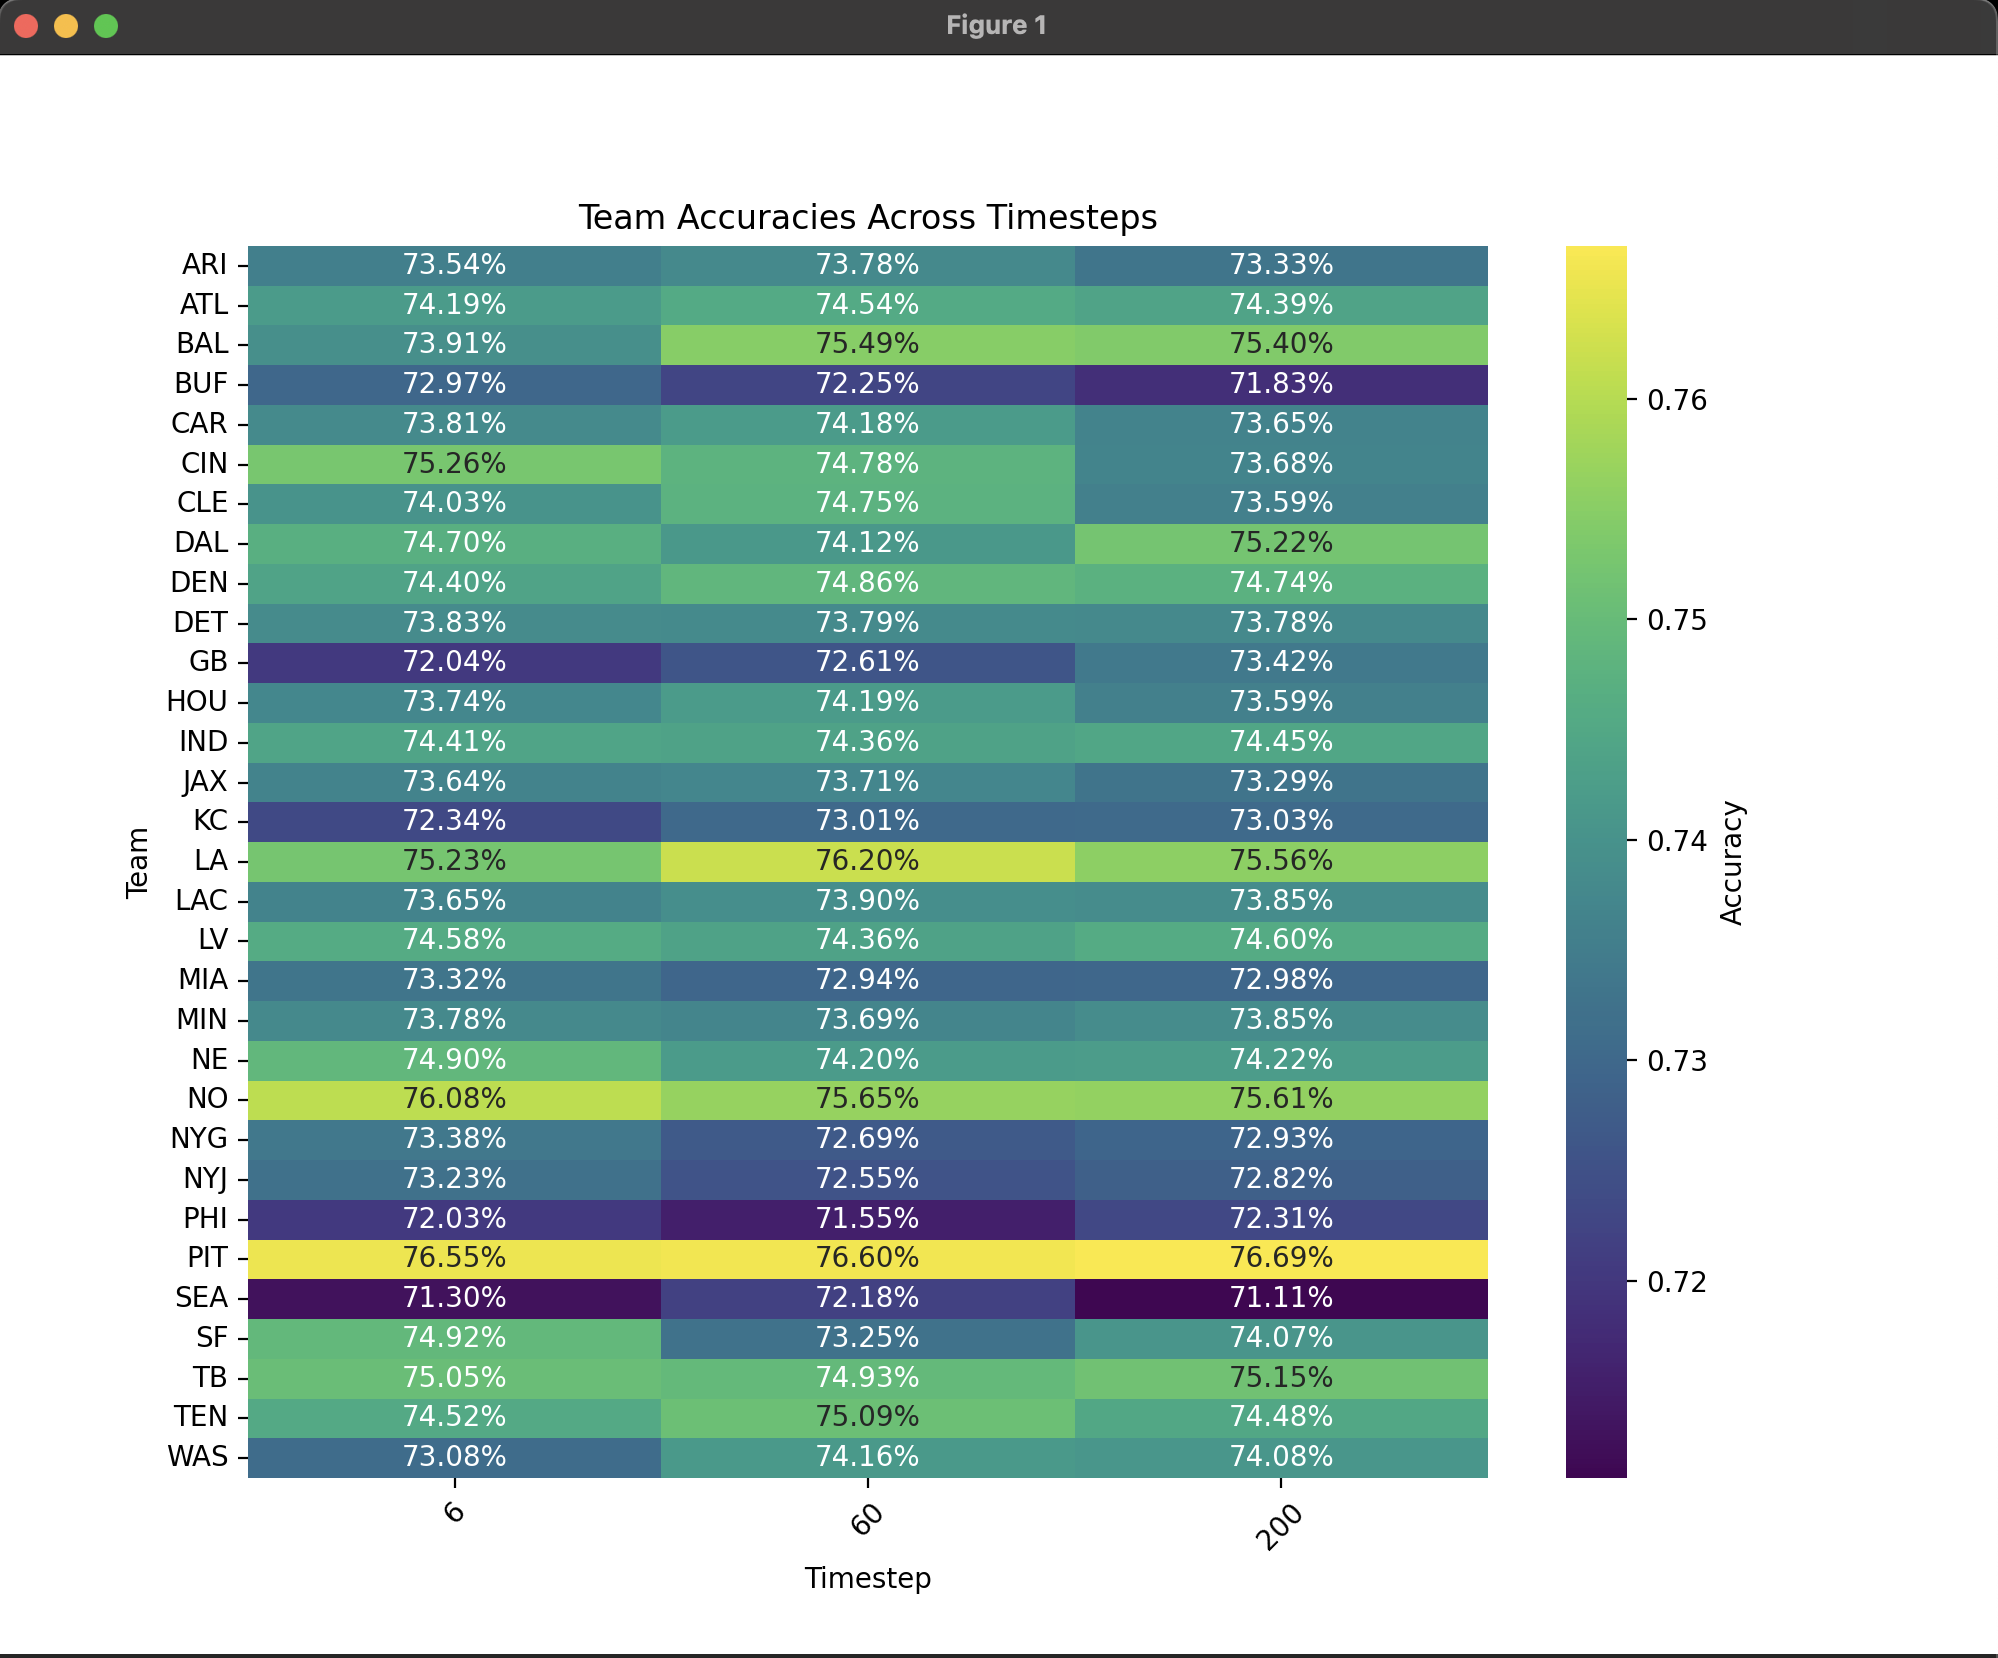 Figure 1
Team Accuracies Across Timesteps
ARI 73.54% 73.78% 73.33%
ATL 74.19% 74.54% 74.39%
BAL 73.91% 75.49% 75.40%
BUF 72.97% 72.25% 71.83%
CAR 73.81% 74.18% 73.65%
CIN 75.26% 74.78% 73.68%
CLE 74.03% 74.75% 73.59%
DAL 74.70% 74.12% 75.22%
DEN 74.40% 74.86% 74.74%
DET 73.83% 73.79% 73.78%
GB 72.04% 72.61% 73.42%
HOU 73.74% 74.19% 73.59%
IND 74.41% 74.36% 74.45%
JAX 73.64% 73.71% 73.29%
KC 72.34% 73.01% 73.03%
LA 75.23% 76.20% 75.56%
LAC 73.65% 73.90% 73.85%
LV 74.58% 74.36% 74.60%
MIA 73.32% 72.94% 72.98%
MIN 73.78% 73.69% 73.85%
NE 74.90% 74.20% 74.22%
NO 76.08% 75.65% 75.61%
NYG 73.38% 72.69% 72.93%
NYJ 73.23% 72.55% 72.82%
PHI 72.03% 71.55% 72.31%
PIT 76.55% 76.60% 76.69%
SEA 71.30% 72.18% 71.11%
SF 74.92% 73.25% 74.07%
TB 75.05% 74.93% 75.15%
TEN 74.52% 75.09% 74.48%
WAS 73.08% 74.16% 74.08%
6 60 200
Timestep
Team
0.76
0.75
0.74
0.73
0.72
Accuracy